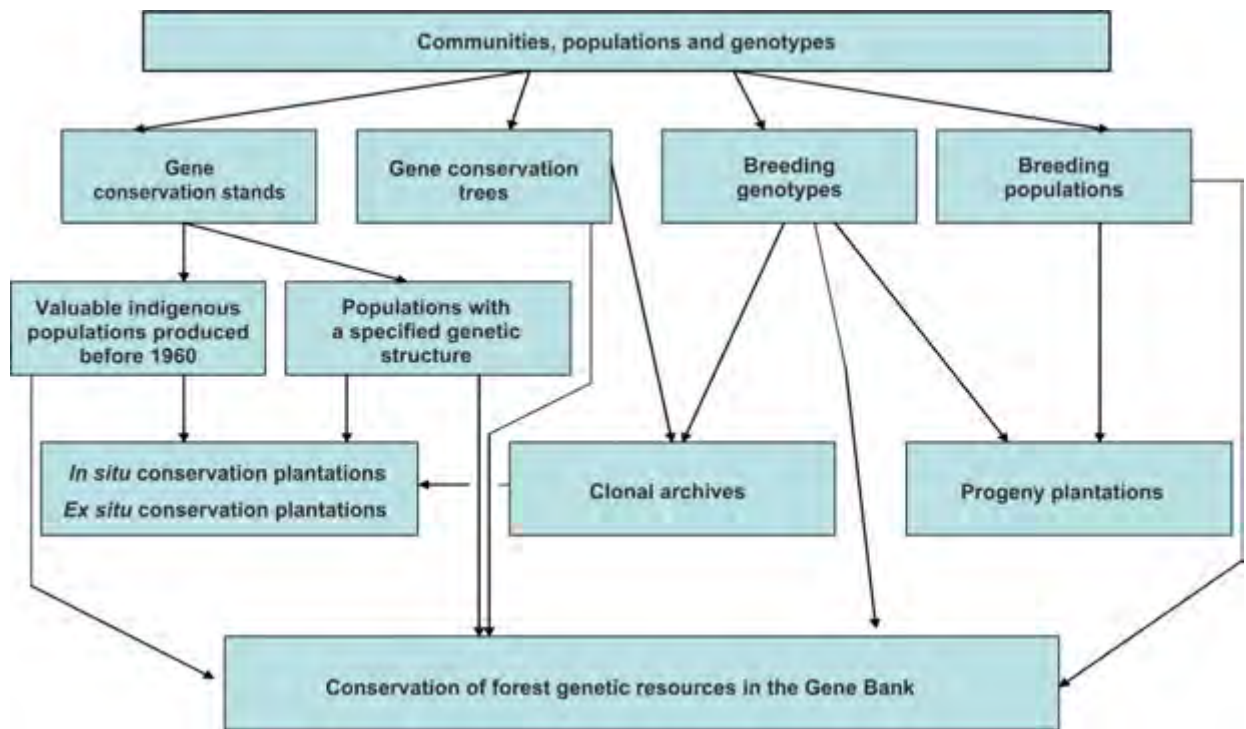 Communities, populations and genotypes
Gene
conservation stands
Gene conservation
trees
Breeding
genotypes
Breeding
populations
Valuable indigenous
populations produced
before 1960
Populations with
a specified genetic
structure
In situ conservation plantations
Ex situ conservation plantations
Clonal archives
Progeny plantations
Conservation of forest genetic resources in the Gene Bank